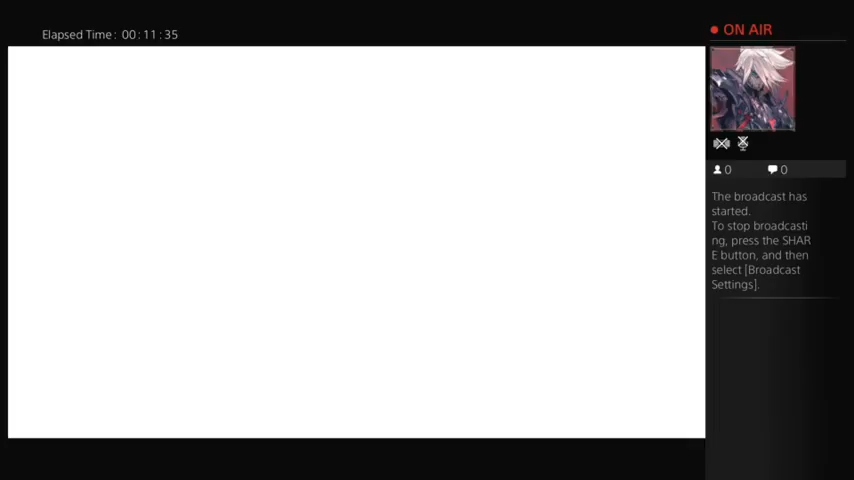 Elapsed Time: 00:11:35
ON AIR
0 0
The broadcast has
started.
To stop broadcasti
ng, press the SHAR
E button, and then
select [Broadcast
Settings].